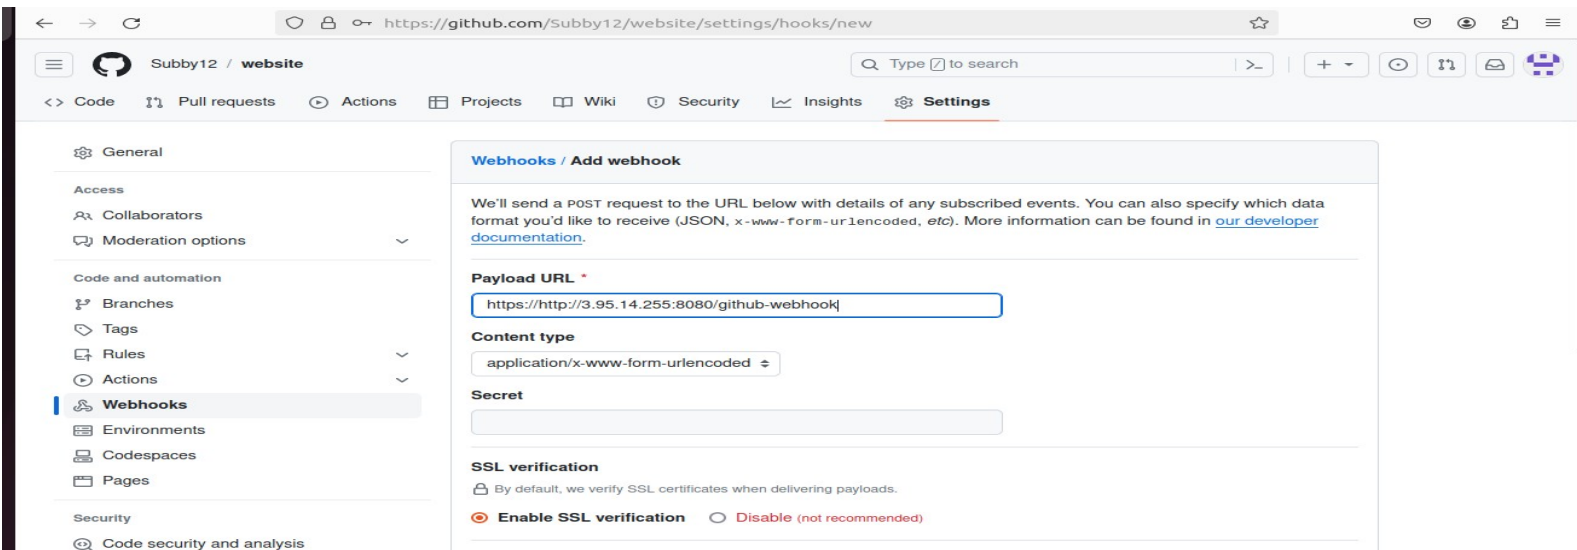 https://github.com/Subby12/website/settings/hooks/new
Subby12 / website
Type / to search
<> Code Pull requests Actions Projects Wiki Security Insights Settings
General
Access
Collaborators
Moderation options
Code and automation
Branches
Tags
Rules
Actions
Webhooks
Environments
Codespaces
Pages
Security
Code security and analysis
Webhooks / Add webhook
We'll send a POST request to the URL below with details of any subscribed events. You can also specify which data
format you'd like to receive (JSON, x-www-form-urlencoded, etc). More information can be found in our developer
documentation.
Payload URL *
https://http://3.95.14.255:8080/github-webhook
Content type
application/x-www-form-urlencoded
Secret
SSL verification
By default, we verify SSL certificates when delivering payloads.
Enable SSL verification Disable (not recommended)